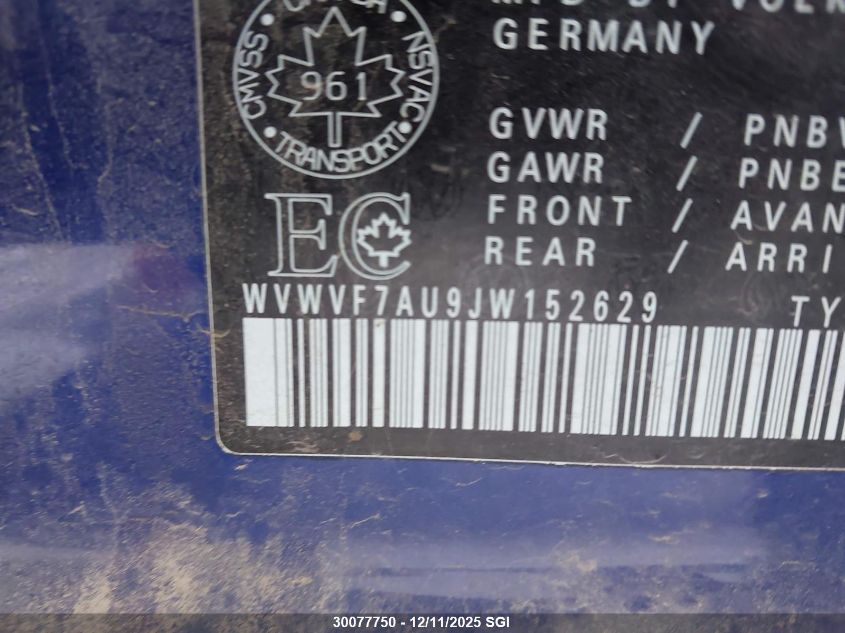 CANADA
CMVSS
NSVAC
961
TRANSPORT
EC
GERMANY
GVWR / PNBV
GAWR / PNBE
FRONT / AVAN
REAR / ARRI
WVWVF7AU9JW152629 TY
30077750 - 12/11/2025 SGI